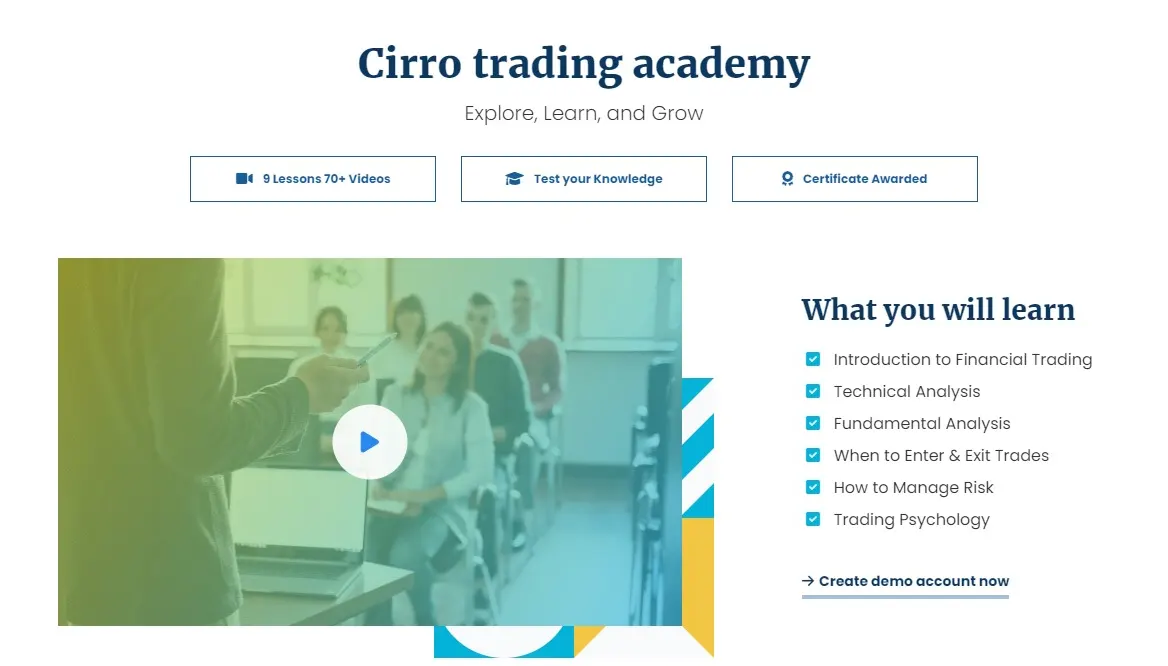 Cirro trading academy
Explore, Learn, and Grow
9 Lessons 70+ Videos
Test your Knowledge
Certificate Awarded
What you will learn
Introduction to Financial Trading
Technical Analysis
Fundamental Analysis
When to Enter & Exit Trades
How to Manage Risk
Trading Psychology
Create demo account now